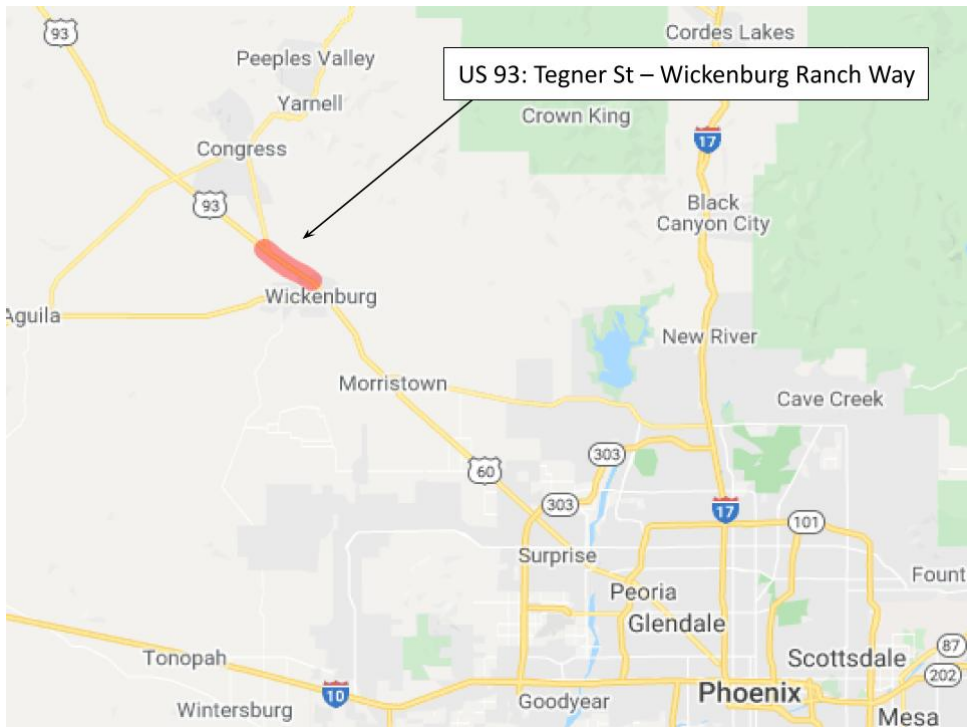 93
Cordes Lakes
Peeples Valley
US 93: Tegner St – Wickenburg Ranch Way
Yarnell
Crown King
17
Congress
93
Black
Canyon City
Wickenburg
Aguila
New River
Morristown
Cave Creek
303
60
303
17
101
Surprise
Fount
Peoria
Glendale
87
Tonopah
Scottsdale
202
10
Goodyear
Phoenix
Wintersburg
Mesa